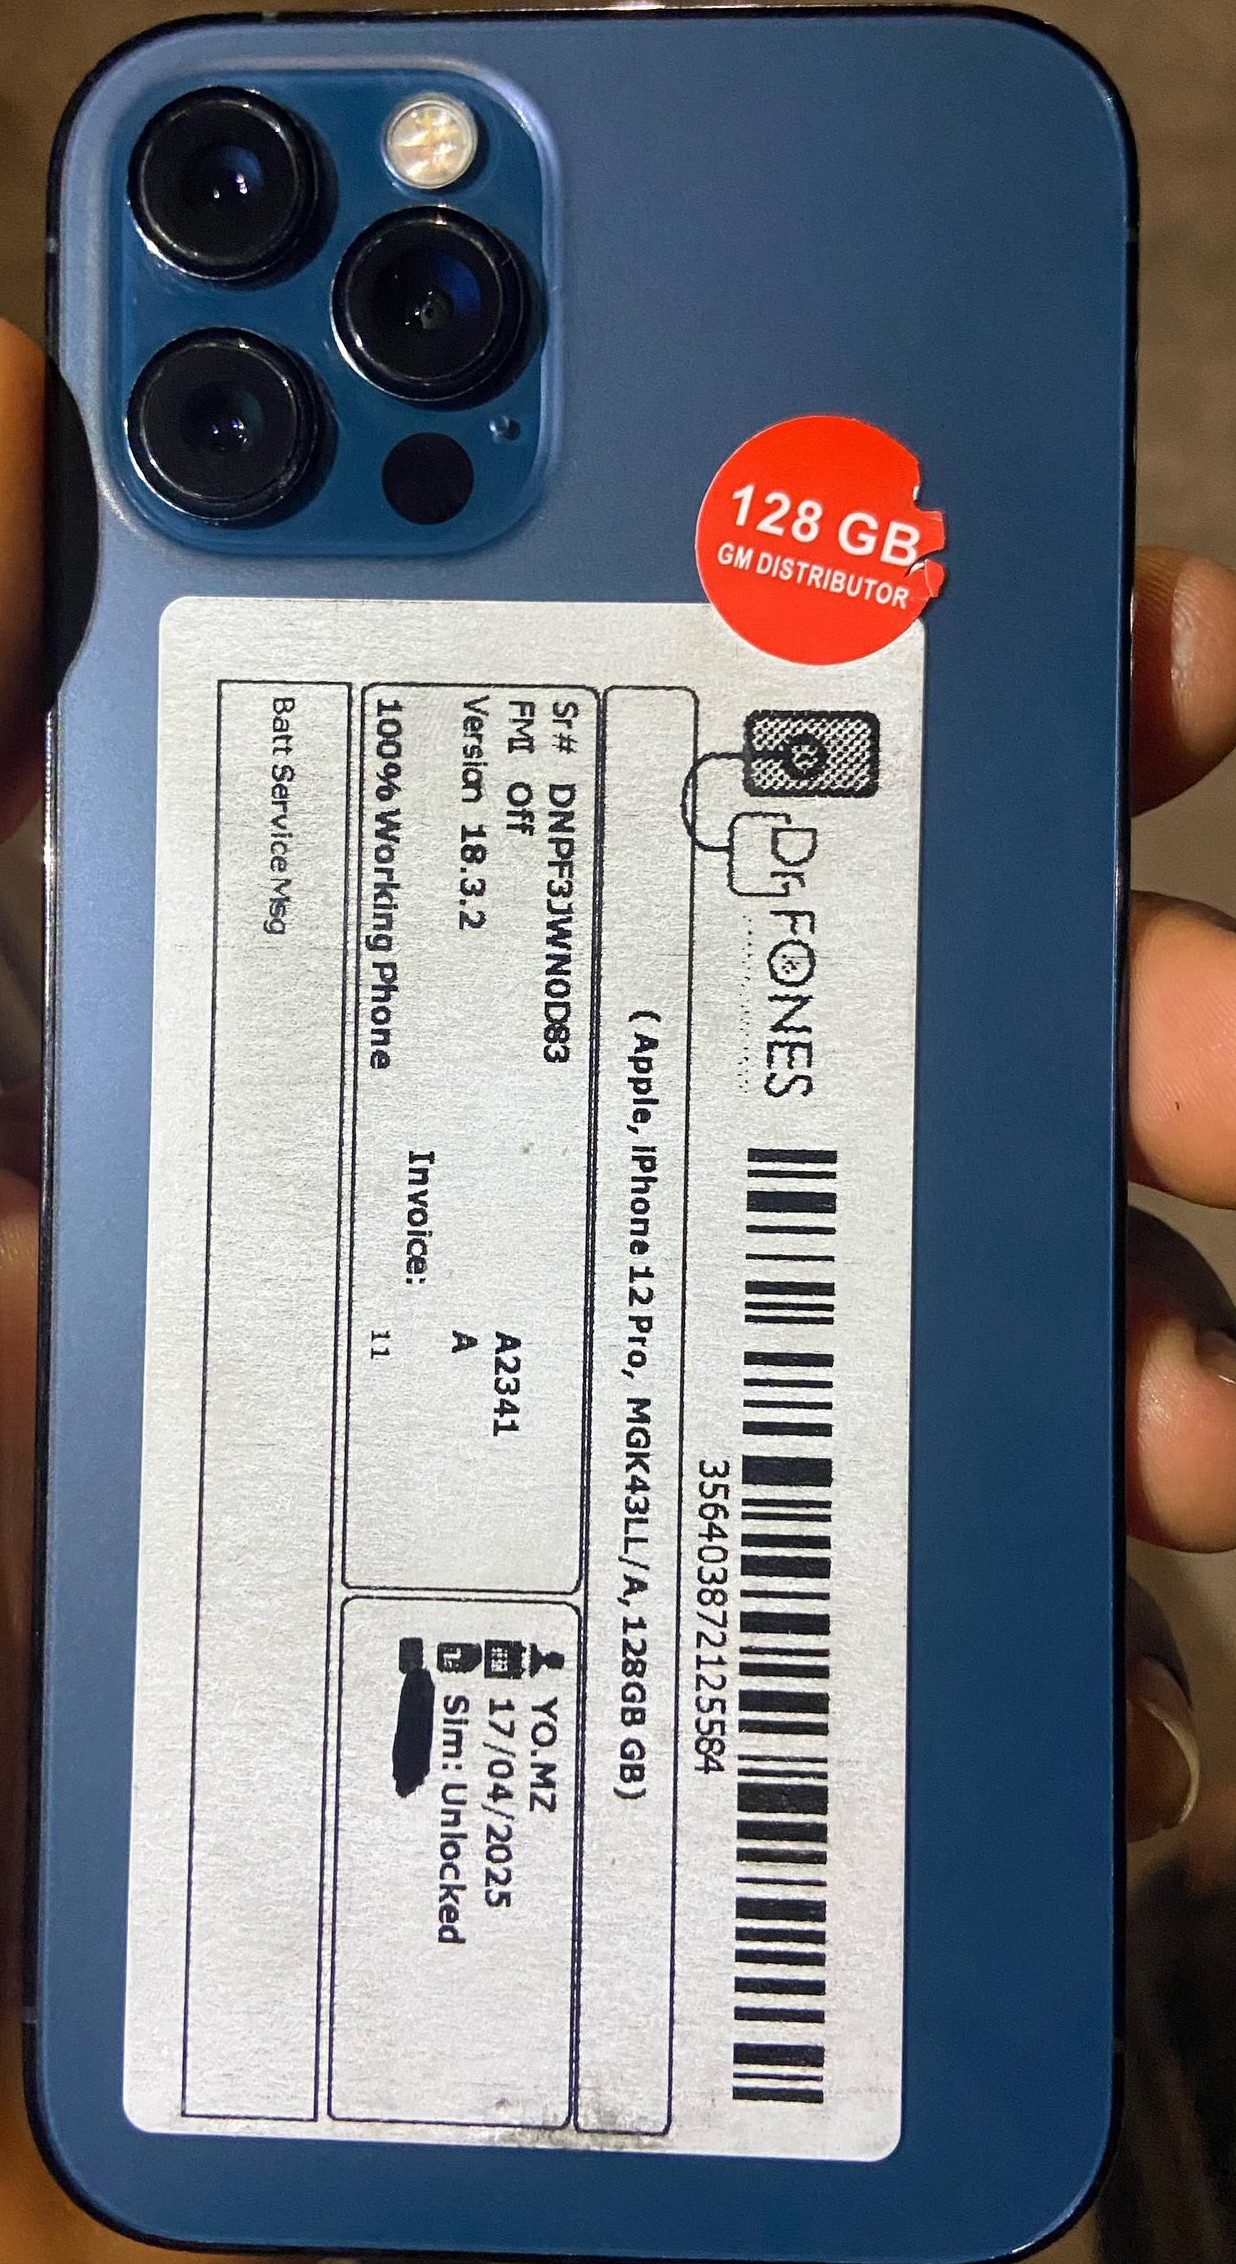 128 GB
GM DISTRIBUTOR
Dr. FONES
356403872125584
( Apple, iPhone 12 Pro, MGK43LL/A, 128GB GB)
Sr# DNPF3JWN0D83
FMI Off
A2341
Version 18.3.2
A
Invoice:
100% Working Phone
11
YO.MZ
17/04/2025
Sim: Unlocked
Batt Service Msg